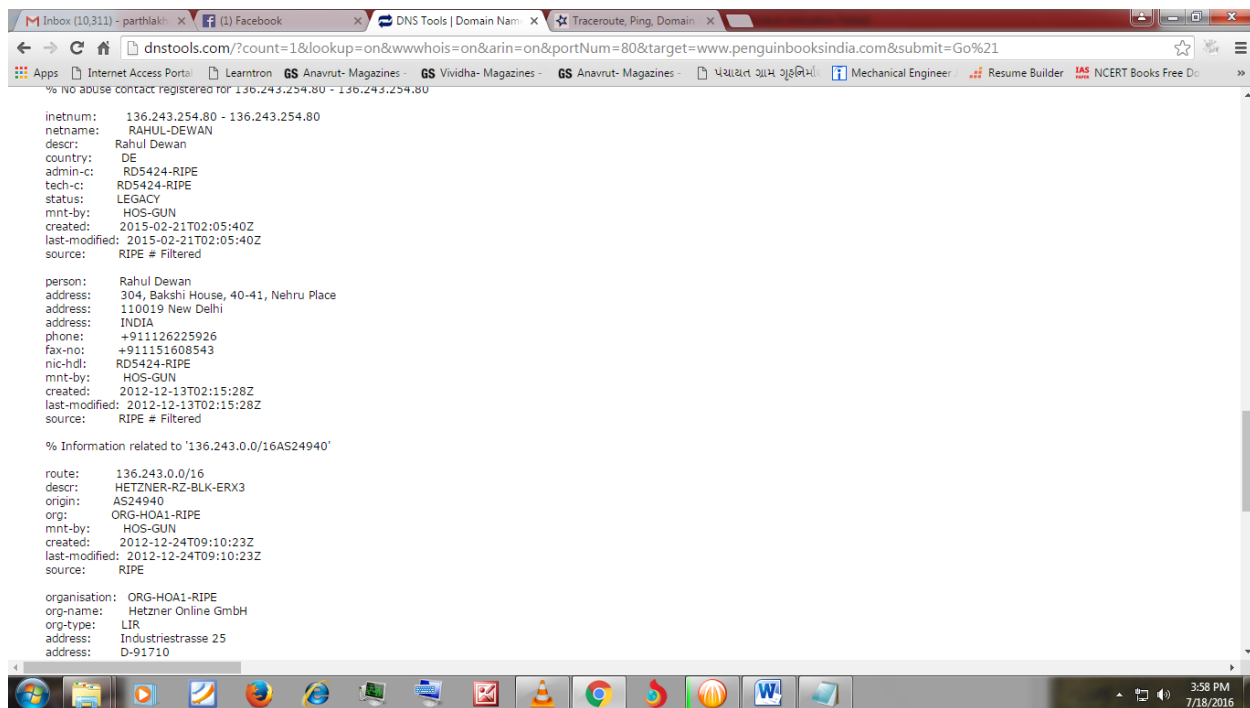 Inbox (10,311) - parthlakh
(1) Facebook
DNS Tools | Domain Nam
Traceroute, Ping, Domain
dnstools.com/?count=1&lookup=on&wwwhois=on&arin=on&portNum=80&target=www.penguinbooksindia.com&submit=Go%21
Apps
Internet Access Portal
Learntron
GS Anavrut- Magazines -
GS Vividha- Magazines -
GS Anavrut- Magazines -
પંચાયત ગ્રામ ગૃહનિર્મા
Mechanical Engineer
Resume Builder
IAS PAPER NCERT Books Free Do
»
% No abuse contact registered for 136.243.254.80 - 136.243.254.80
inetnum: 136.243.254.80 - 136.243.254.80
netname: RAHUL-DEWAN
descr: Rahul Dewan
country: DE
admin-c: RD5424-RIPE
tech-c: RD5424-RIPE
status: LEGACY
mnt-by: HOS-GUN
created: 2015-02-21T02:05:40Z
last-modified: 2015-02-21T02:05:40Z
source: RIPE # Filtered
person: Rahul Dewan
address: 304, Bakshi House, 40-41, Nehru Place
address: 110019 New Delhi
address: INDIA
phone: +911126225926
fax-no: +911151608543
nic-hdl: RD5424-RIPE
mnt-by: HOS-GUN
created: 2012-12-13T02:15:28Z
last-modified: 2012-12-13T02:15:28Z
source: RIPE # Filtered
% Information related to '136.243.0.0/16AS24940'
route: 136.243.0.0/16
descr: HETZNER-RZ-BLK-ERX3
origin: AS24940
org: ORG-HOA1-RIPE
mnt-by: HOS-GUN
created: 2012-12-24T09:10:23Z
last-modified: 2012-12-24T09:10:23Z
source: RIPE
organisation: ORG-HOA1-RIPE
org-name: Hetzner Online GmbH
org-type: LIR
address: Industriestrasse 25
address: D-91710
3:58 PM
7/18/2016